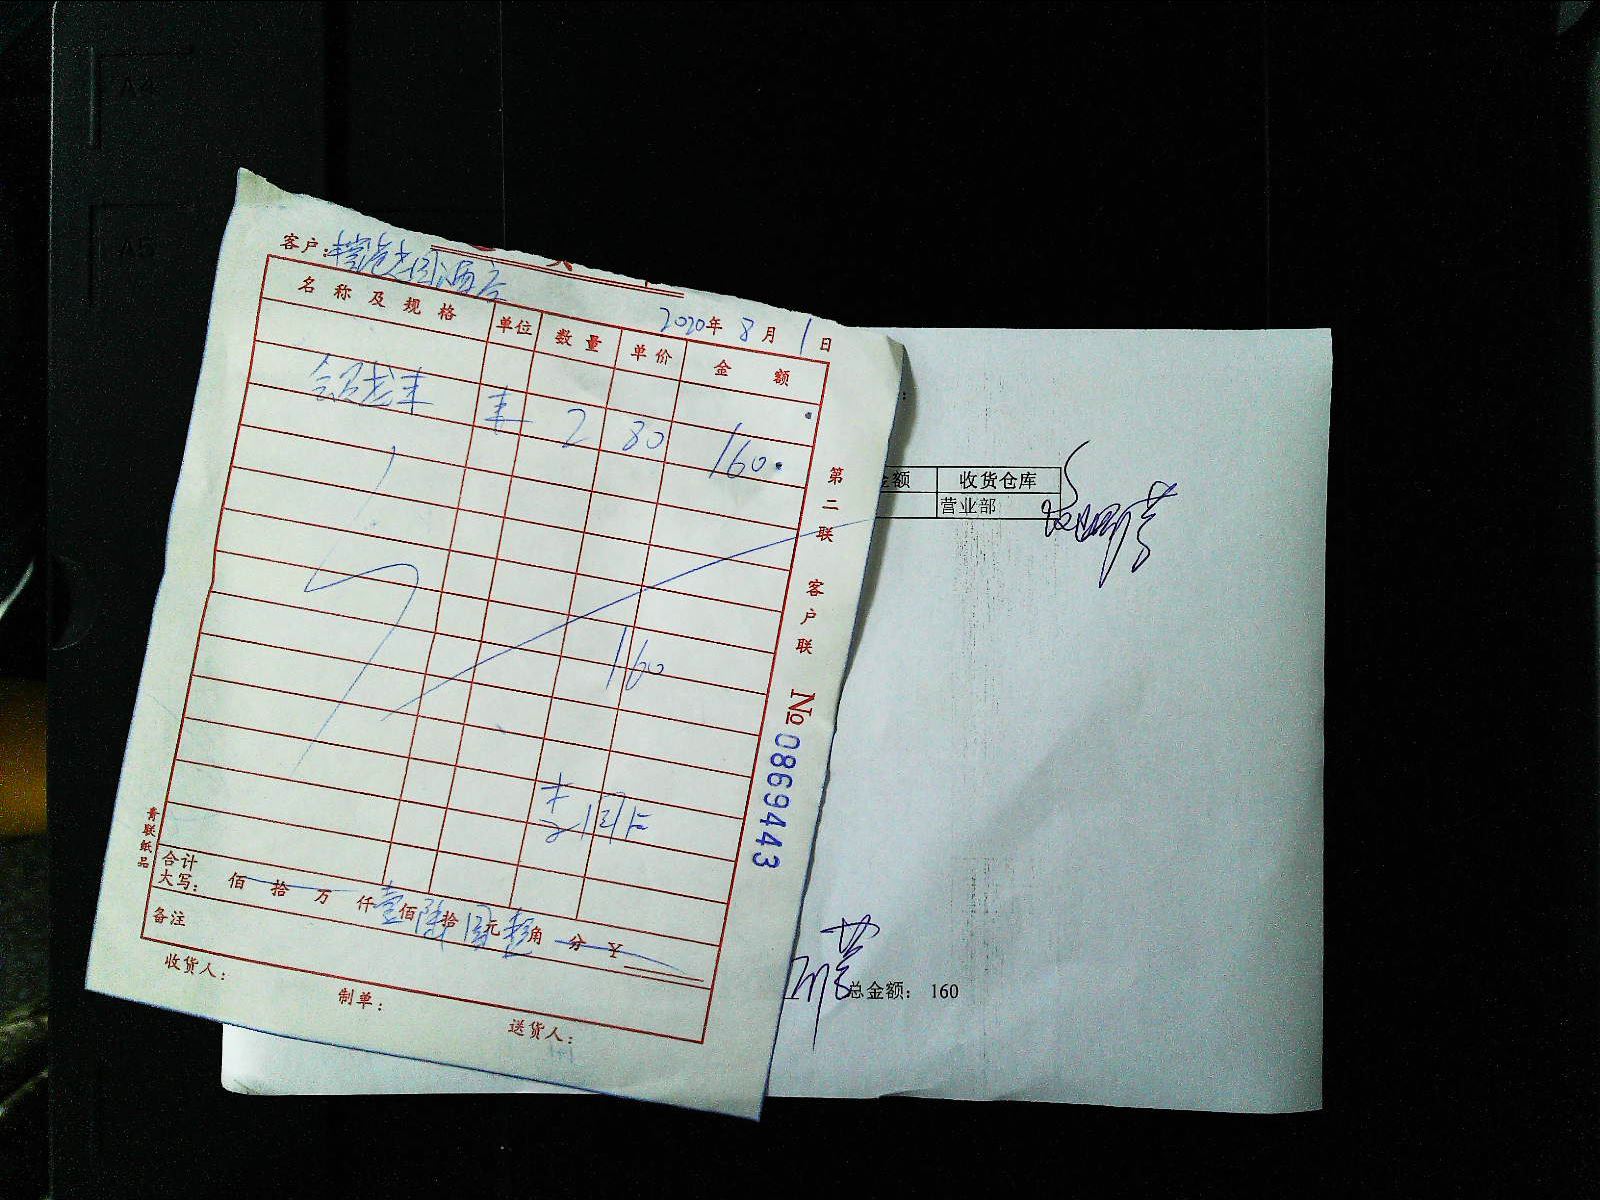 A4
A5
客户:
2020年 8月 1日
名称及规格 单位 数量 单价 金额
2 80 160.
160
合计
大写: 佰 拾 万 仟壹佰陆拾 元 角 分 ¥
备注
收货人: 制单: 送货人:
第二联 客户联 №0869443
青联纸品
金额 收货仓库
营业部
总金额: 160